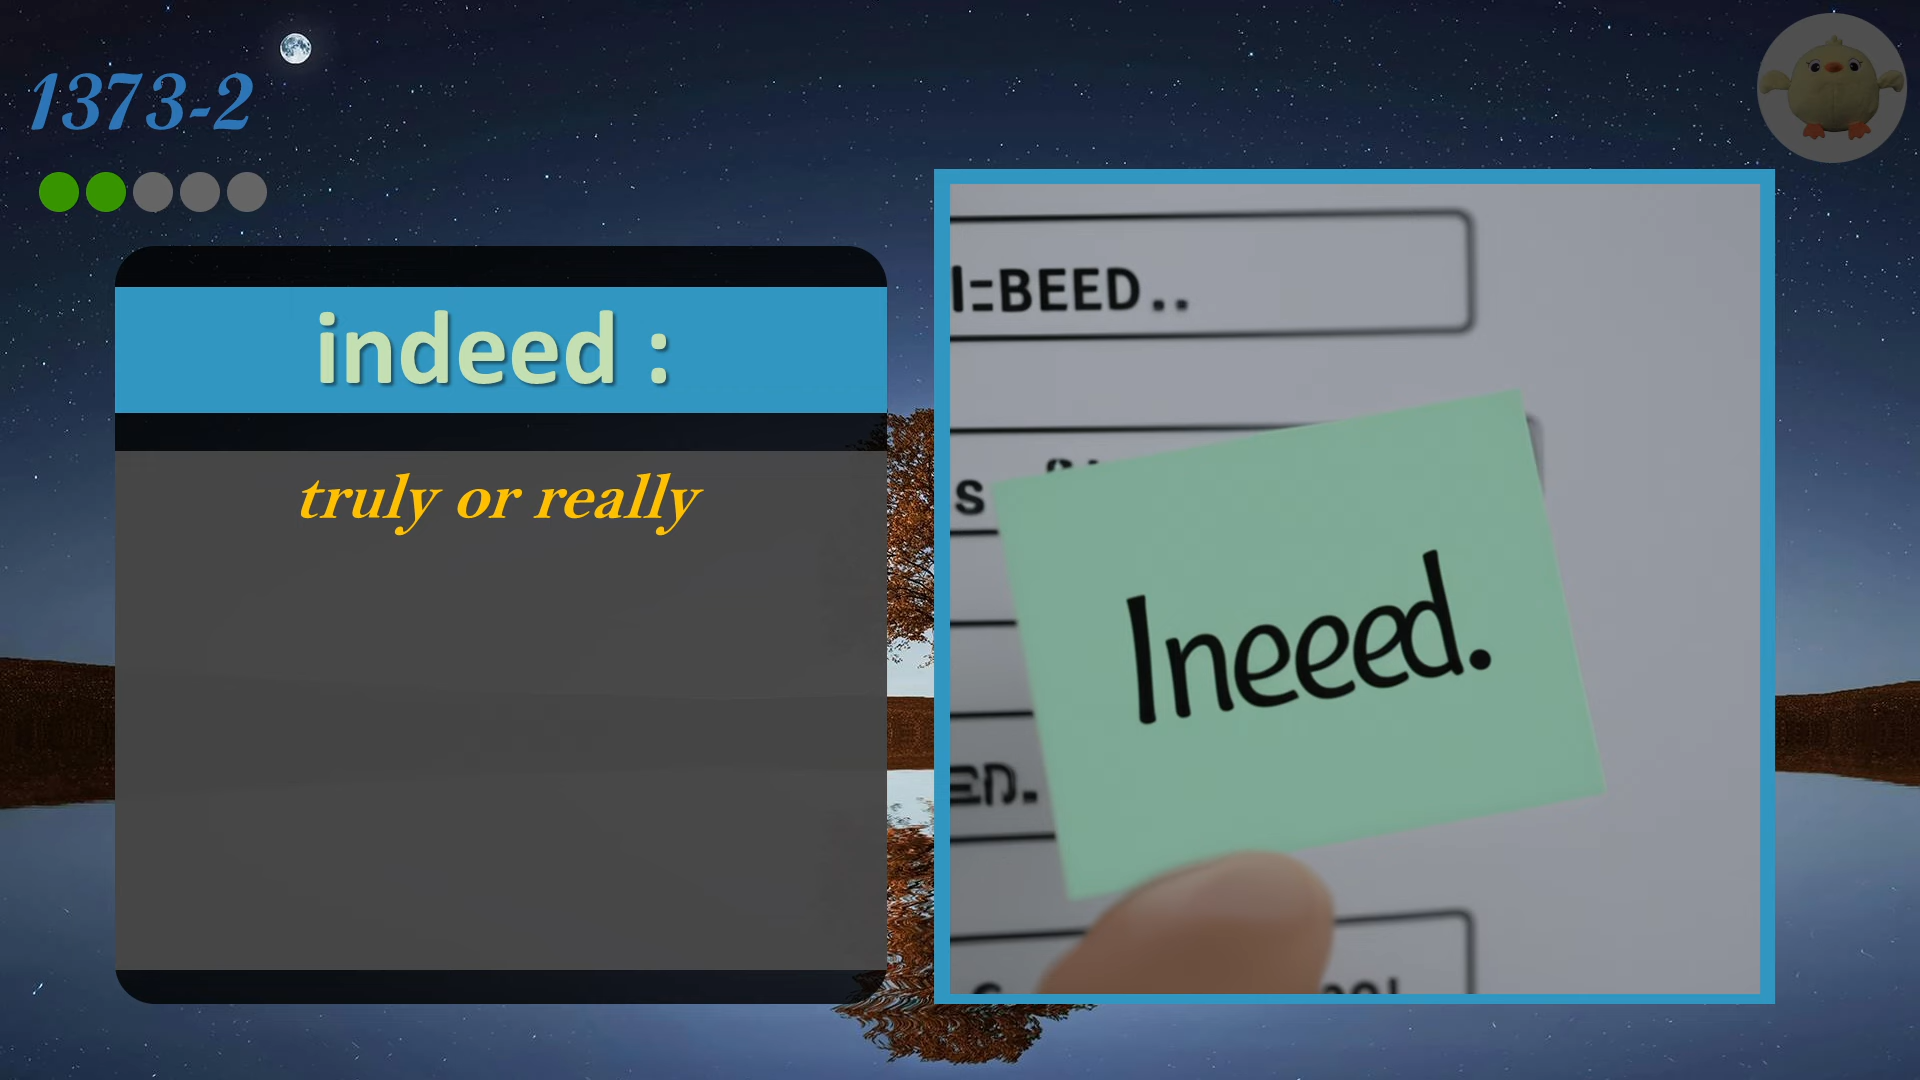 1373-2
indeed :
truly or really
I=BEED..
s
Ineeed.
ED.